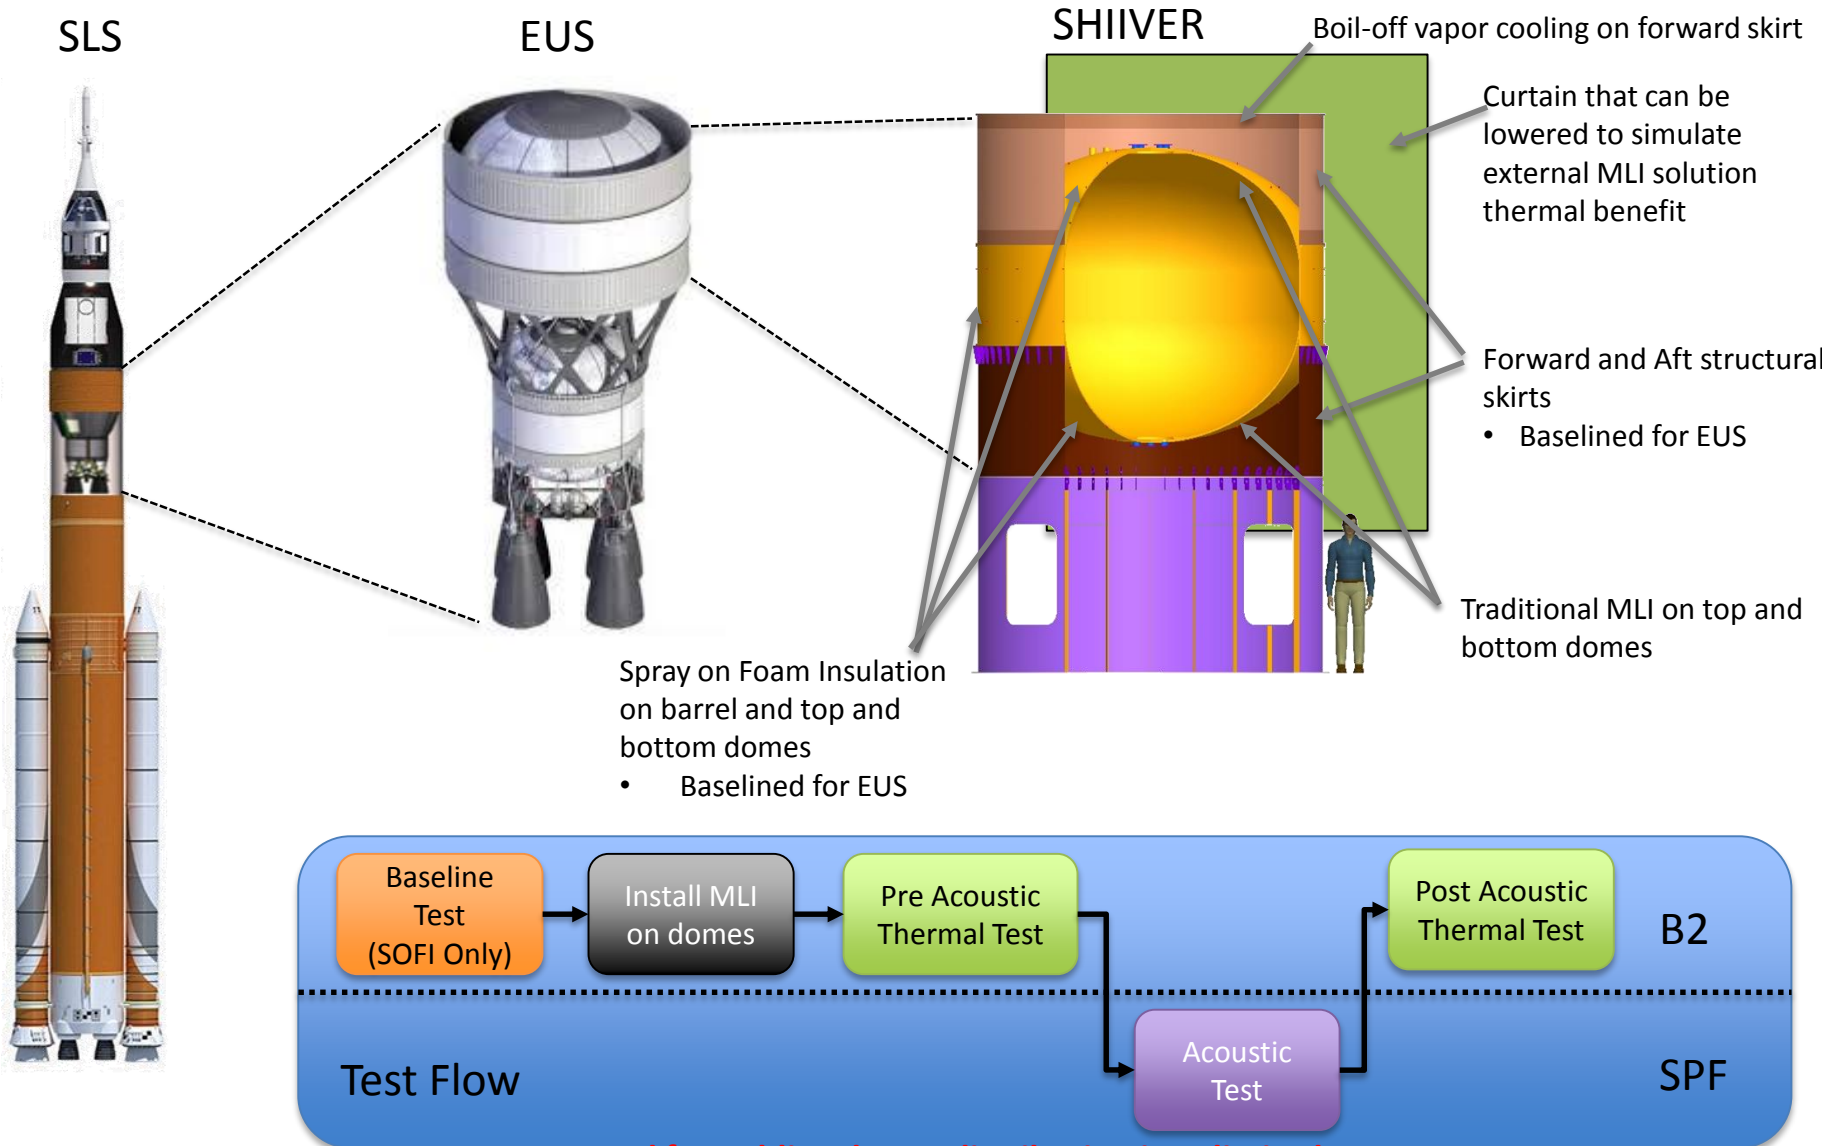 SLS
EUS
SHIIVER
Boil-off vapor cooling on forward skirt
Curtain that can be
lowered to simulate
external MLI solution
thermal benefit
Forward and Aft structural
skirts
• Baselined for EUS
Traditional MLI on top and
bottom domes
Spray on Foam Insulation
on barrel and top and
bottom domes
• Baselined for EUS
Baseline
Test
(SOFI Only)
Install MLI
on domes
Pre Acoustic
Thermal Test
Post Acoustic
Thermal Test
B2
Acoustic
Test
Test Flow
SPF